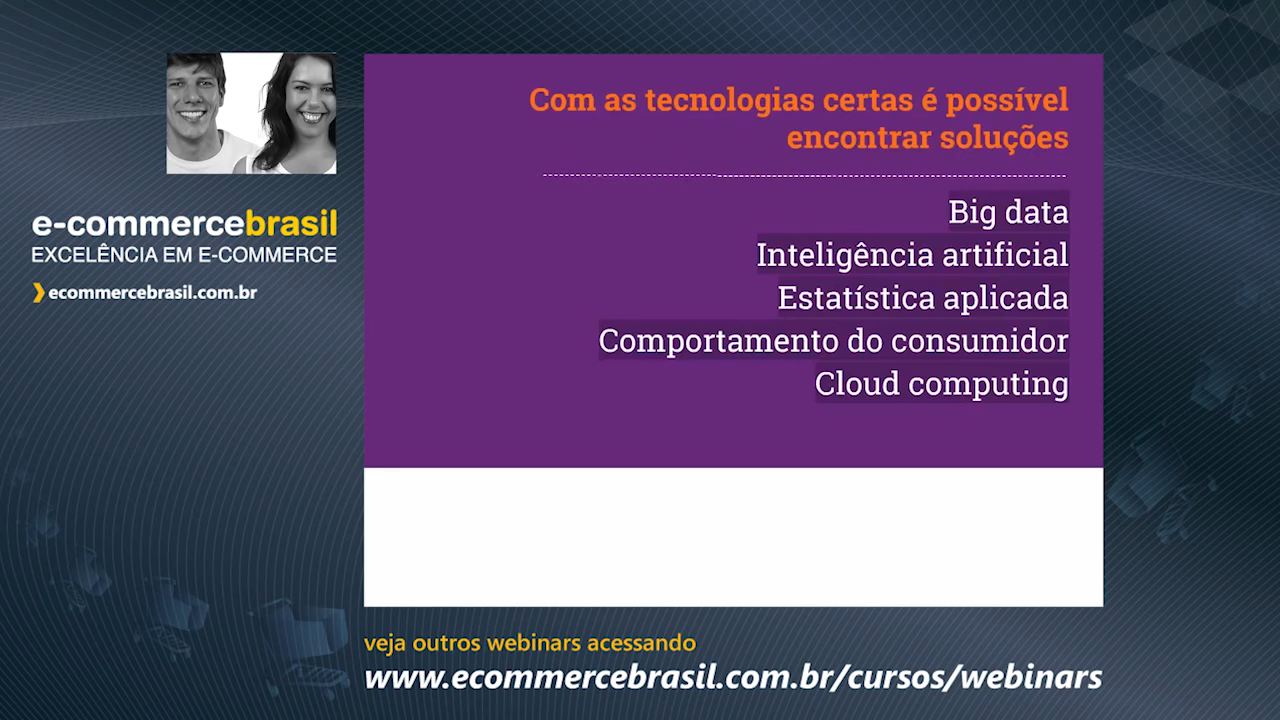 e-commercebrasil
EXCELÊNCIA EM E-COMMERCE
❯ ecommercebrasil.com.br
Com as tecnologias certas é possível
encontrar soluções
Big data
Inteligência artificial
Estatística aplicada
Comportamento do consumidor
Cloud computing
veja outros webinars acessando
www.ecommercebrasil.com.br/cursos/webinars